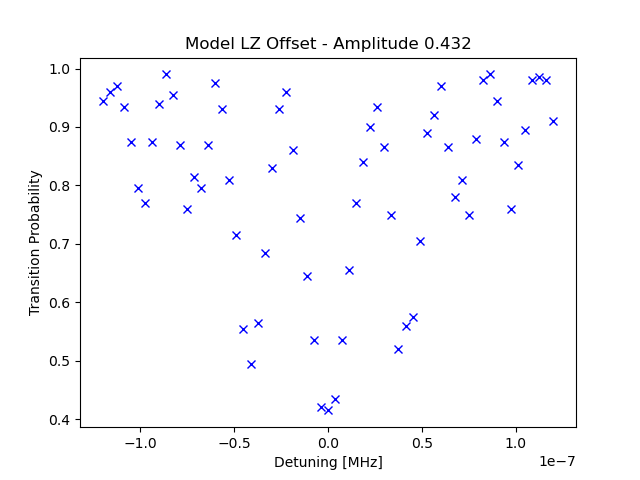 Model LZ Offset - Amplitude 0.432
Transition Probability
1.0
0.9
0.8
0.7
0.6
0.5
0.4
−1.0 −0.5 0.0 0.5 1.0
1e−7
Detuning [MHz]